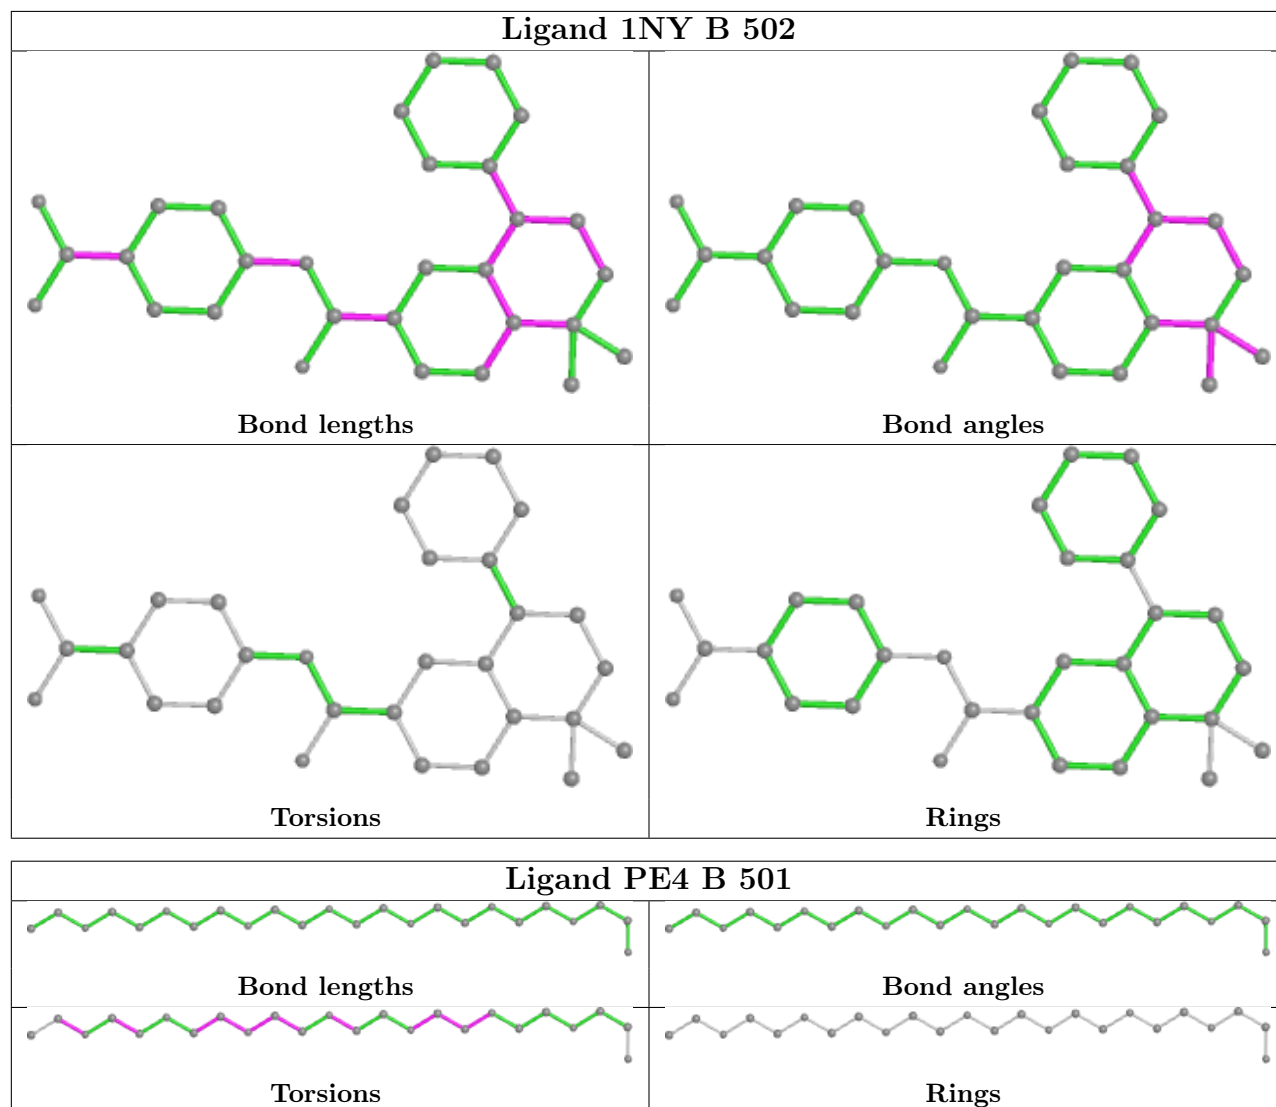 Ligand 1NY B 502
Bond lengths
Bond angles
Torsions
Rings
Ligand PE4 B 501
Bond lengths
Bond angles
Torsions
Rings